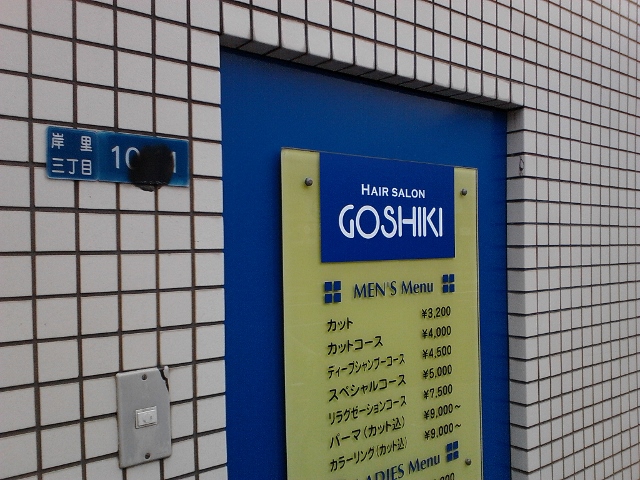 岸里
三丁目
HAIR SALON
GOSHIKI
MEN'S Menu
カット ¥3,200
カットコース ¥4,000
ディープシャンプーコース ¥4,500
スペシャルコース ¥5,000
リラグゼーションコース ¥7,500
パーマ（カット込） ¥9,000～
カラーリング（カット込） ¥9,000～
LADIES Menu